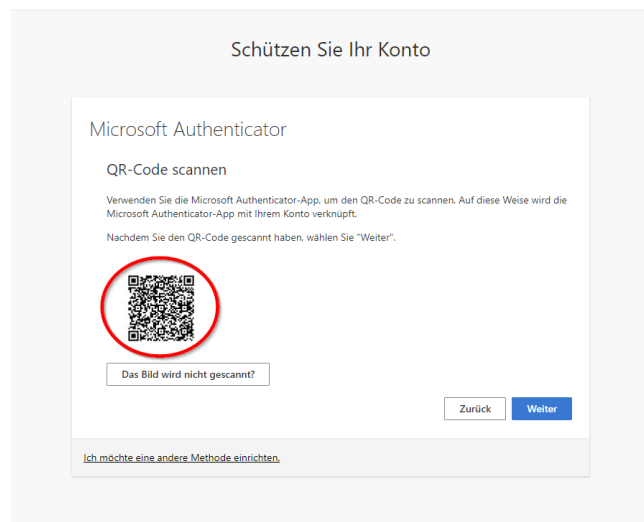 Schützen Sie Ihr Konto
Microsoft Authenticator
QR-Code scannen
Verwenden Sie die Microsoft Authenticator-App, um den QR-Code zu scannen. Auf diese Weise wird die
Microsoft Authenticator-App mit Ihrem Konto verknüpft.
Nachdem Sie den QR-Code gescannt haben, wählen Sie "Weiter".
Das Bild wird nicht gescannt?
Zurück Weiter
Ich möchte eine andere Methode einrichten.